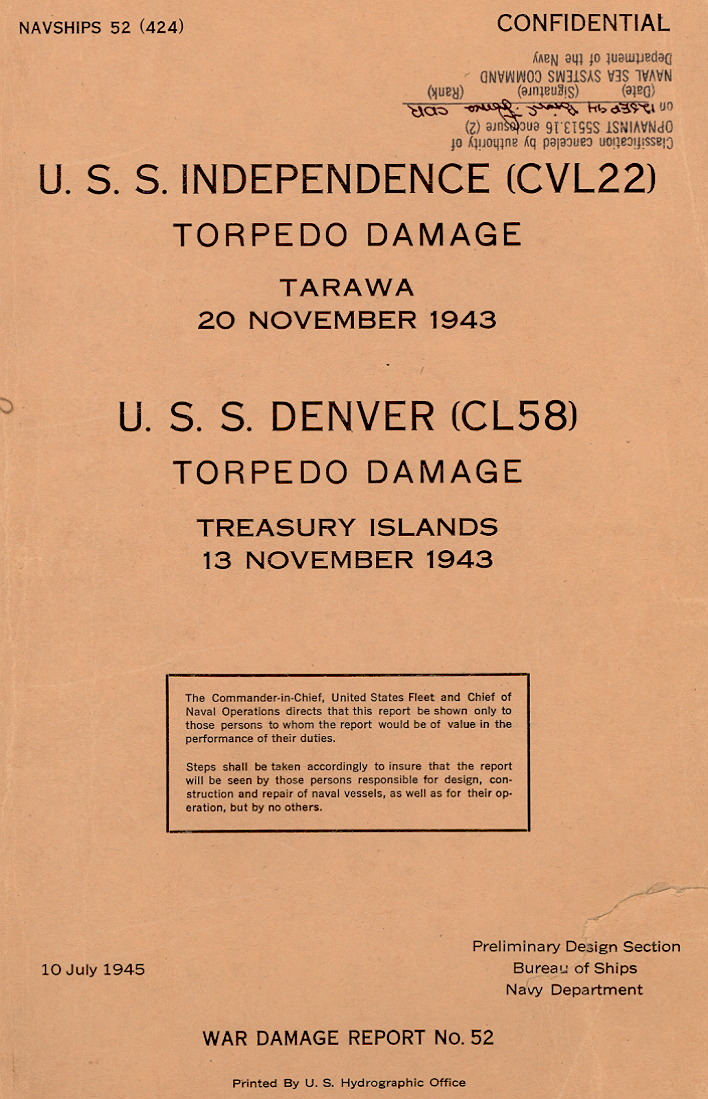 NAVSHIPS 52 (424)
CONFIDENTIAL
Classification canceled by authority of
OPNAVINST S5513.16 enclosure (2)
on 12 SEP 94 CDR
(Date) (Signature) (Rank)
NAVAL SEA SYSTEMS COMMAND
Department of the Navy
U. S. S. INDEPENDENCE (CVL22)
TORPEDO DAMAGE
TARAWA
20 NOVEMBER 1943
U. S. S. DENVER (CL58)
TORPEDO DAMAGE
TREASURY ISLANDS
13 NOVEMBER 1943
The Commander-in-Chief, United States Fleet and Chief of
Naval Operations directs that this report be shown only to
those persons to whom the report would be of value in the
performance of their duties.
Steps shall be taken accordingly to insure that the report
will be seen by those persons responsible for design, con-
struction and repair of naval vessels, as well as for their op-
eration, but by no others.
10 July 1945
Preliminary Design Section
Bureau of Ships
Navy Department
WAR DAMAGE REPORT No. 52
Printed By U. S. Hydrographic Office